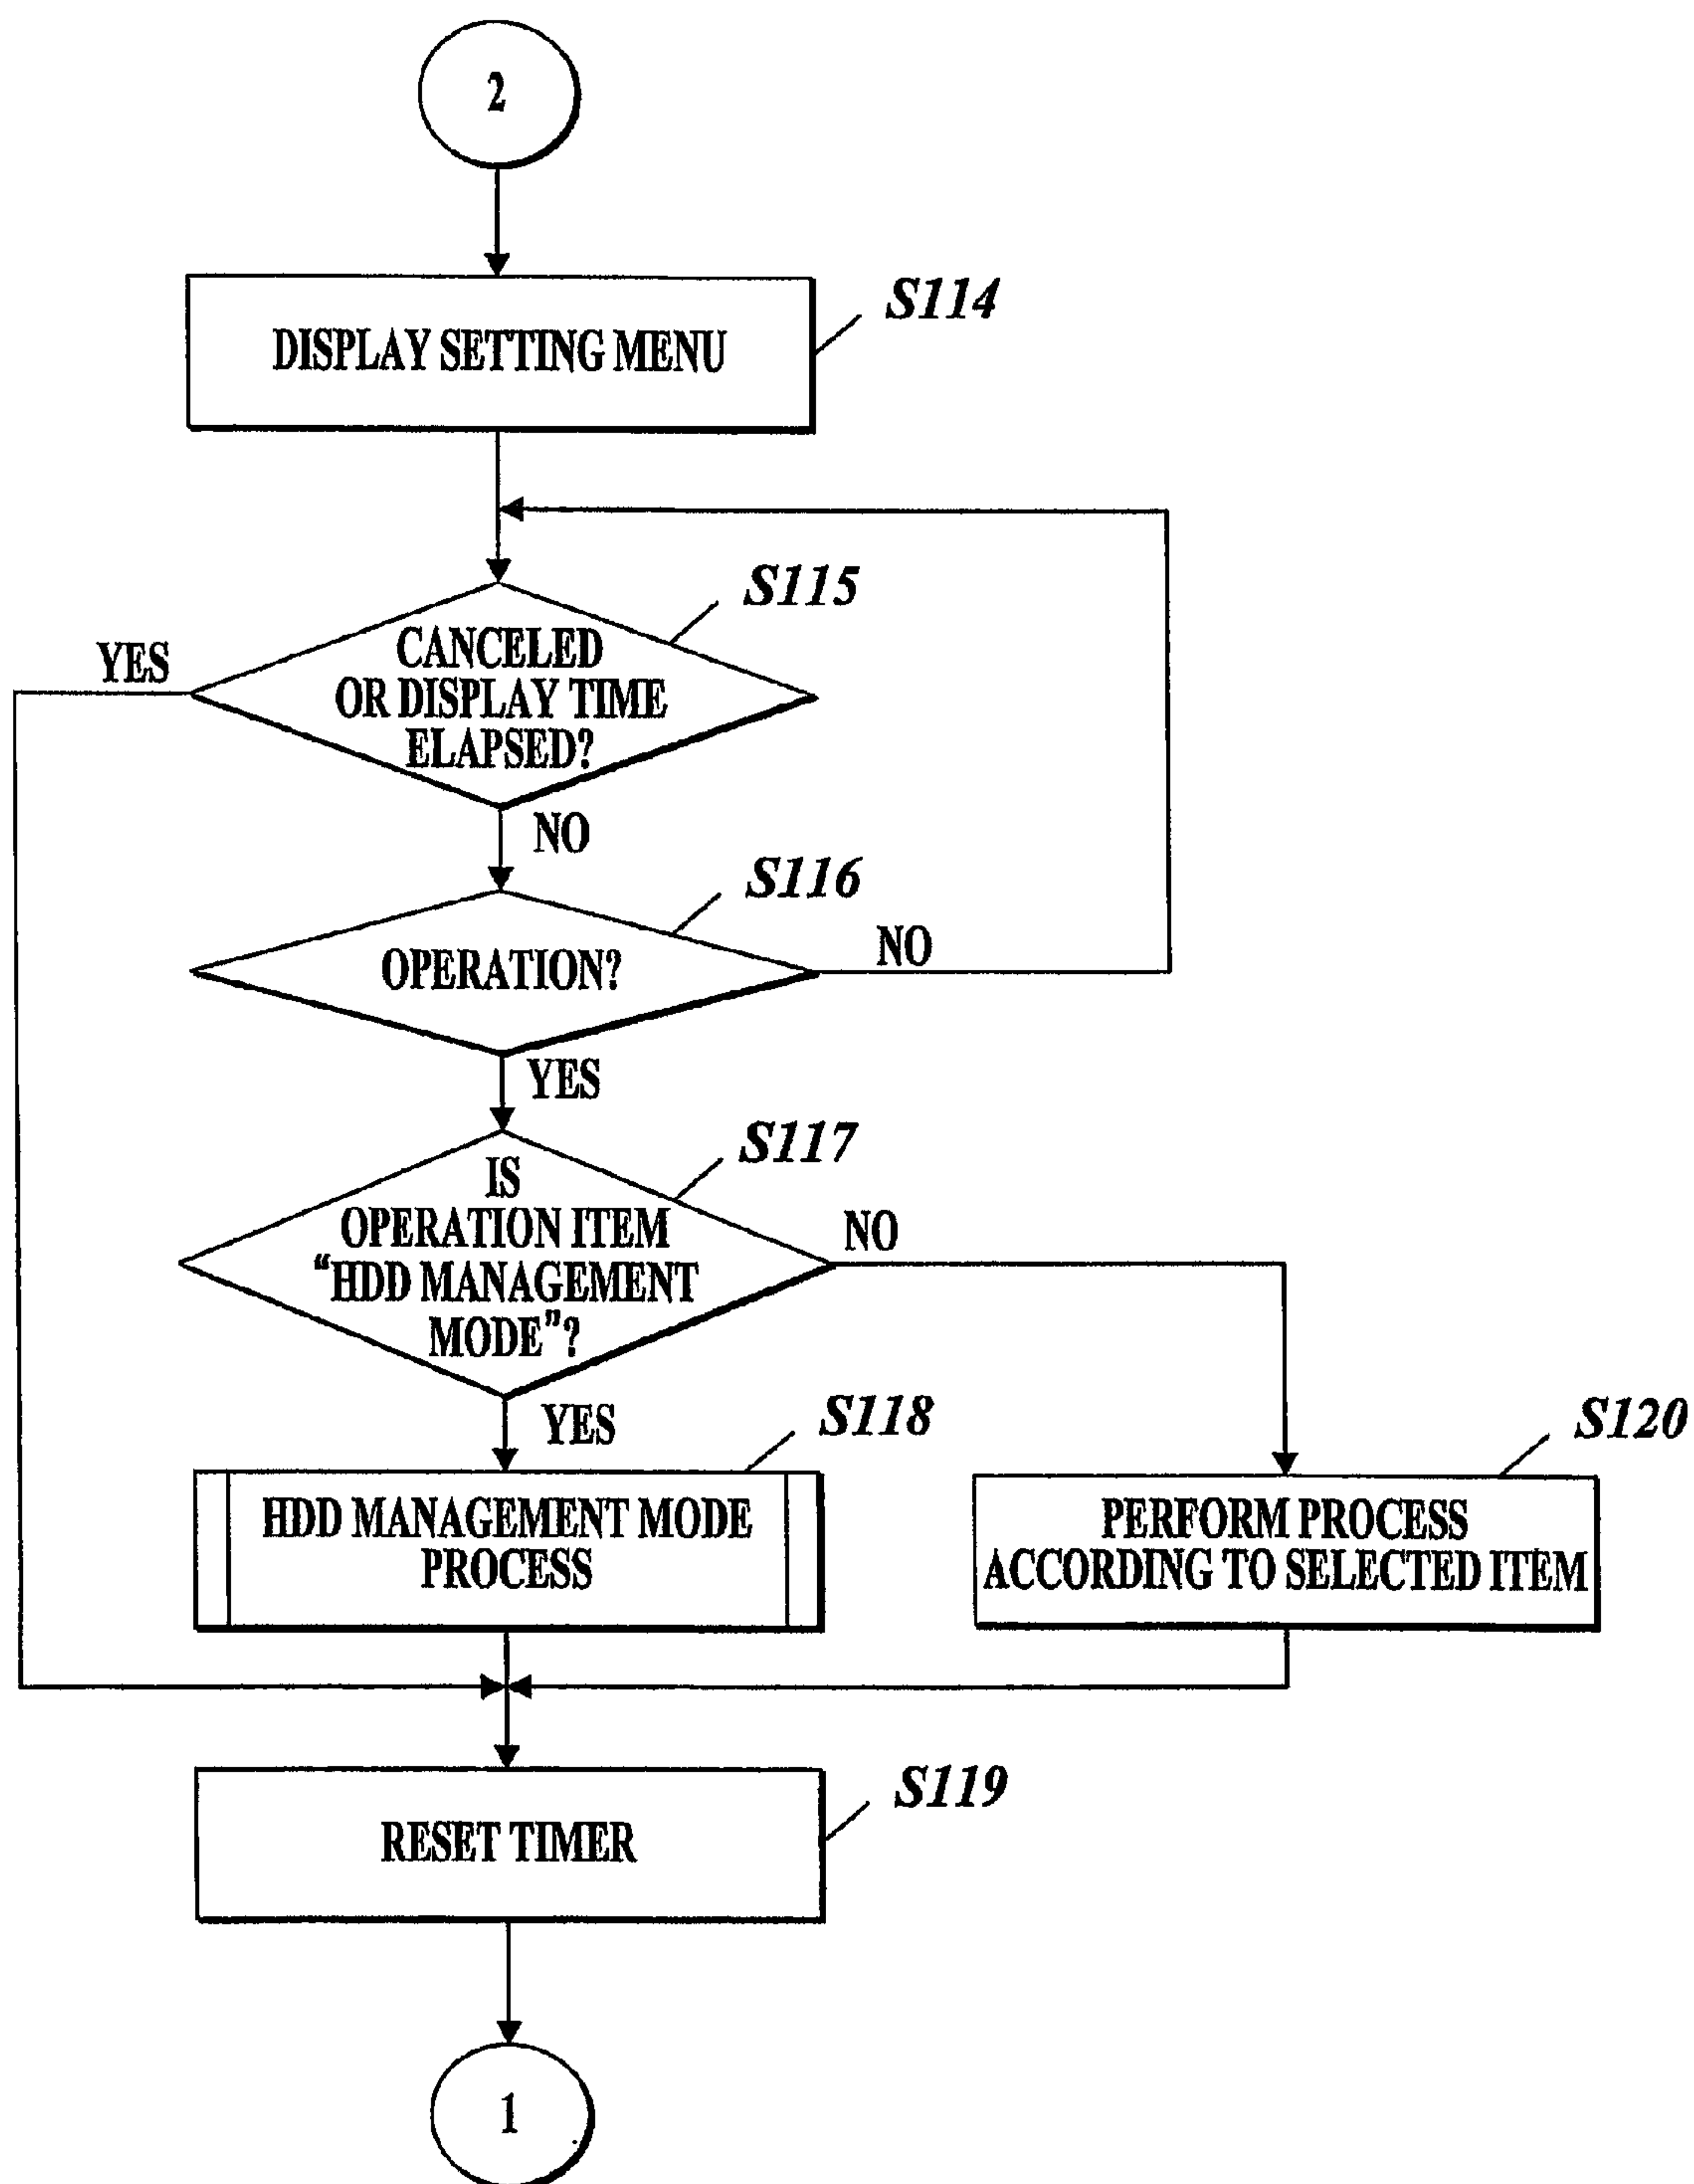 2
DISPLAY SETTING MENU
S114
S115
CANCELED
OR DISPLAY TIME
ELAPSED?
YES
NO
S116
OPERATION?
NO
YES
S117
IS
OPERATION ITEM
“HDD MANAGEMENT
MODE”?
NO
YES
S118
HDD MANAGEMENT MODE
PROCESS
S120
PERFORM PROCESS
ACCORDING TO SELECTED ITEM
S119
RESET TIMER
1